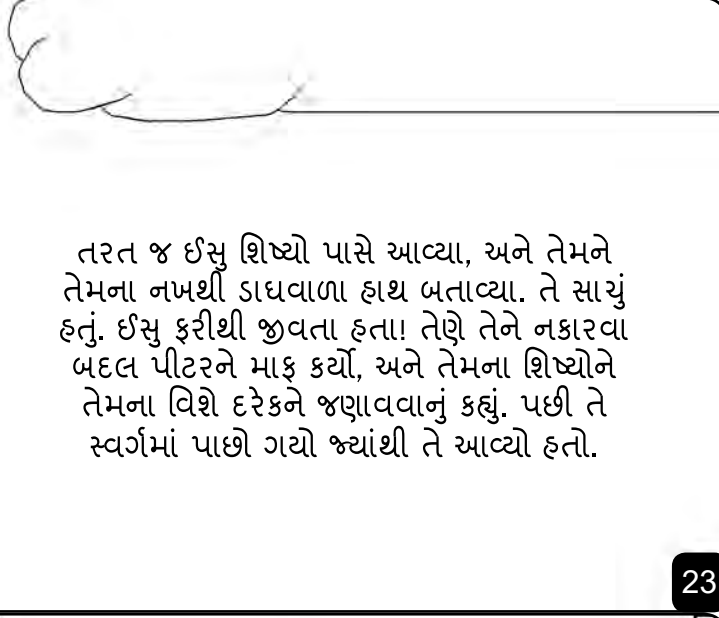 તરત જ ઈસુ શિષ્યો પાસે આવ્યા, અને તેમને
તેમના નખથી ડાઘવાળા હાથ બતાવ્યા. તે સાચું
હતું. ઈસુ ફરીથી જીવતા હતા! તેણે તેને નકારવા
બદલ પીટરને માફ કર્યો, અને તેમના શિષ્યોને
તેમના વિશે દરેકને જણાવવાનું કહ્યું. પછી તે
સ્વર્ગમાં પાછો ગયો જ્યાંથી તે આવ્યો હતો.
23